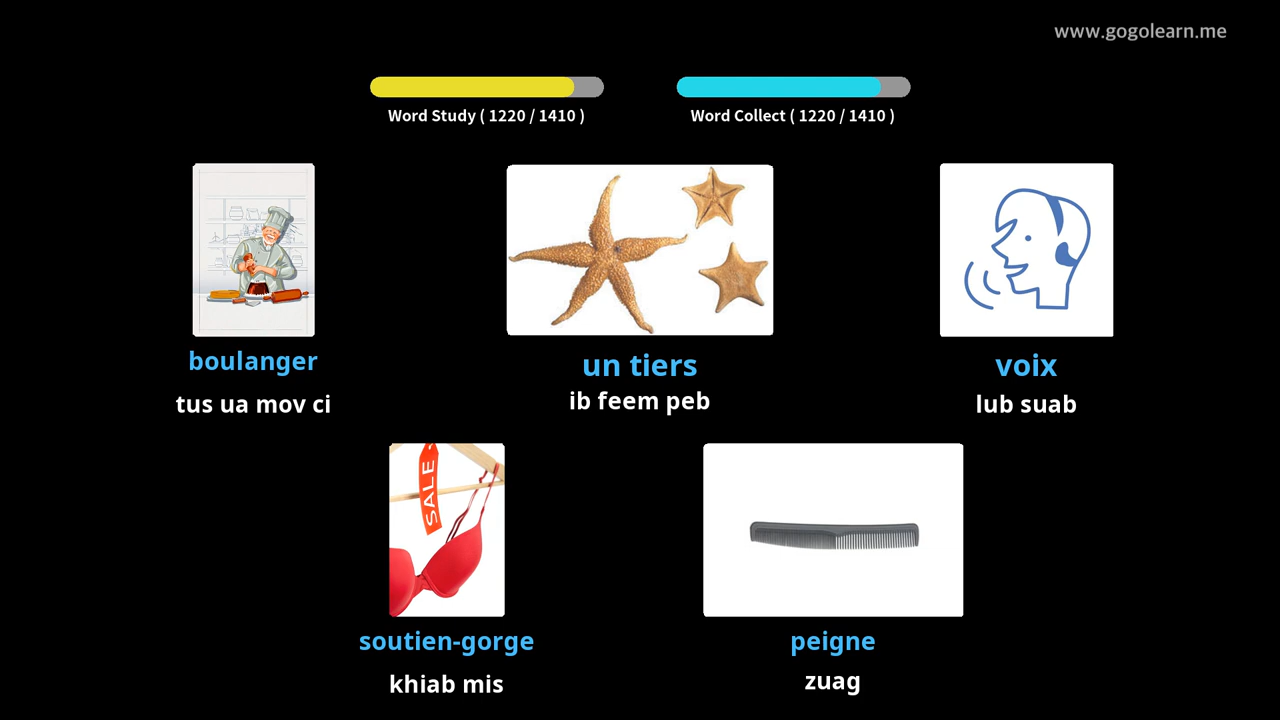 www.gogolearn.me
Word Study ( 1220 / 1410 )
Word Collect ( 1220 / 1410 )
boulanger
tus ua mov ci
un tiers
ib feem peb
voix
lub suab
SALE
soutien-gorge
khiab mis
peigne
zuag